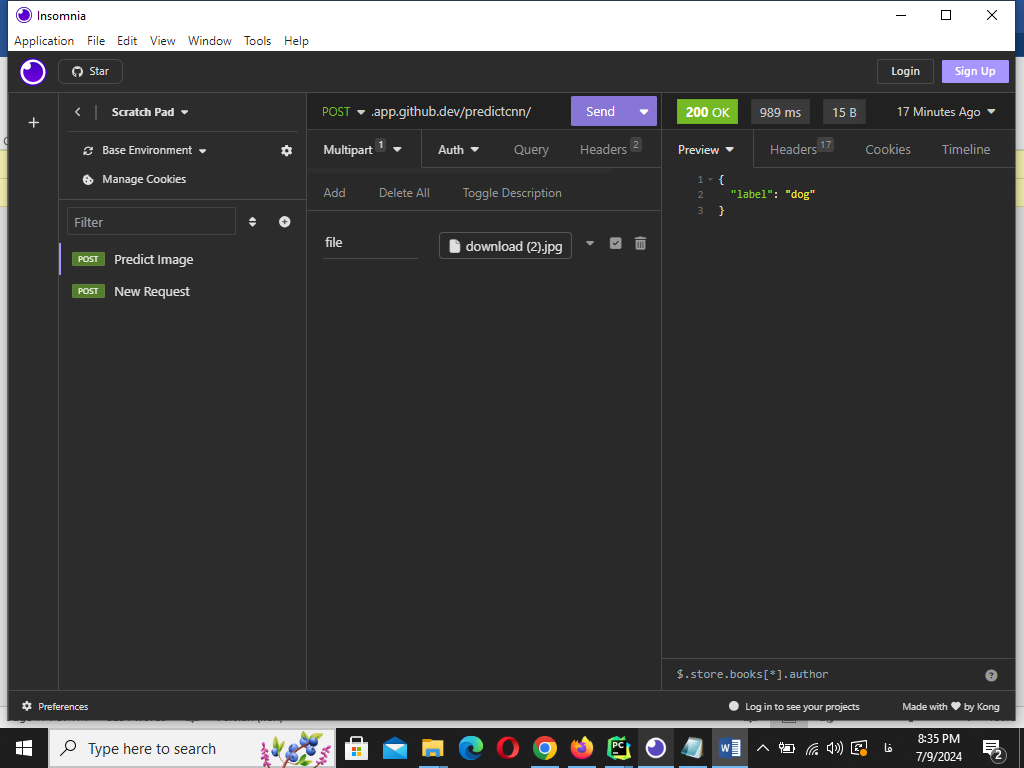 Insomnia
Application File Edit View Window Tools Help
Star
Login
Sign Up
Scratch Pad
POST .app.github.dev/predictcnn/
Send
200 OK
989 ms
15 B
17 Minutes Ago
Base Environment
Multipart 1
Auth
Query
Headers 2
Preview
Headers 17
Cookies
Timeline
Manage Cookies
Add
Delete All
Toggle Description
1 {
2 "label": "dog"
3 }
Filter
file
download (2).jpg
POST Predict Image
POST New Request
$.store.books[*].author
?
Preferences
Log in to see your projects
Made with ❤ by Kong
Type here to search
PC
W
فا
8:35 PM
7/9/2024
2